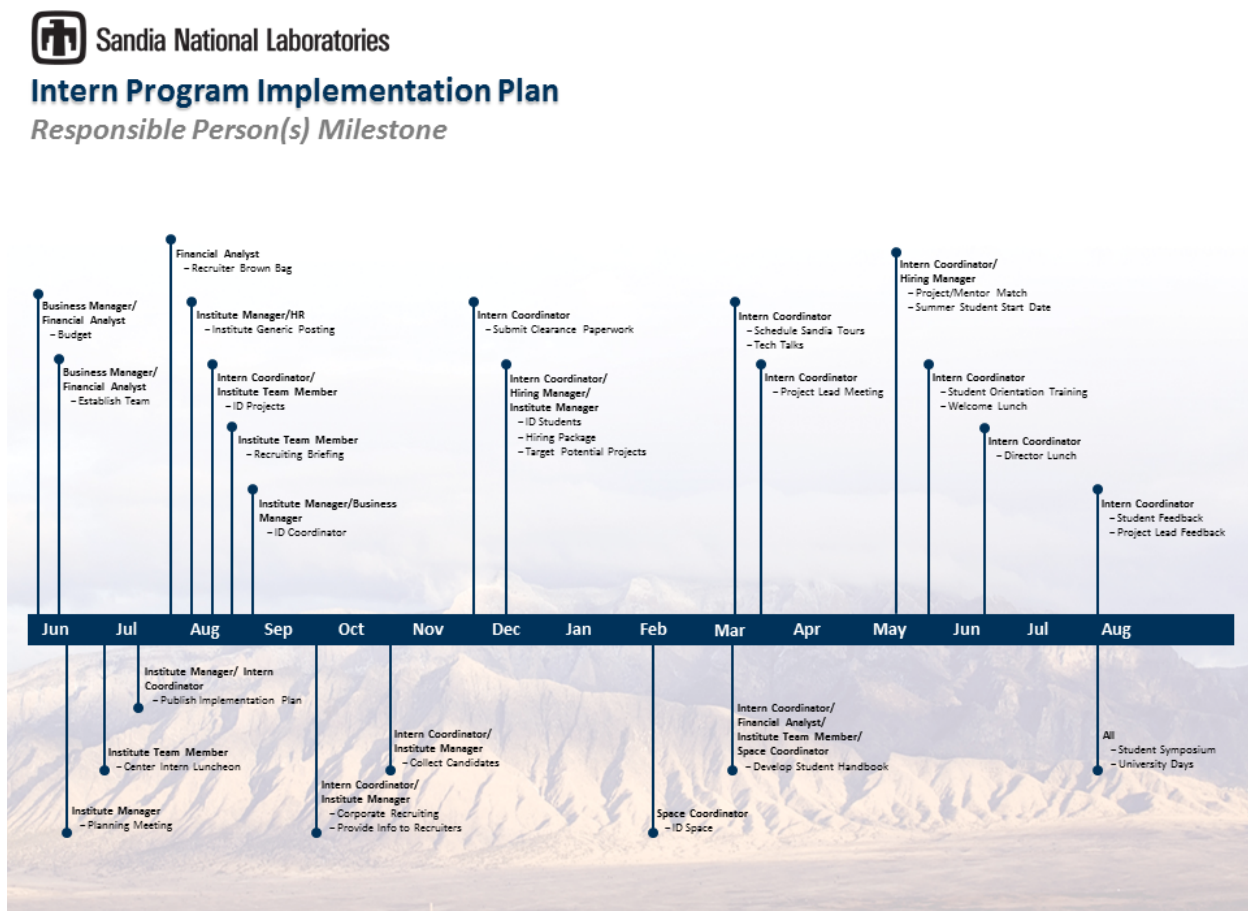 Sandia National Laboratories
Intern Program Implementation Plan
Responsible Person(s) Milestone
Financial Analyst
– Recruiter Brown Bag
Business Manager/
Financial Analyst
– Budget
Business Manager/
Financial Analyst
– Establish Team
Institute Manager/HR
– Institute Generic Posting
Intern Coordinator/
Institute Team Member
– ID Projects
Institute Team Member
– Recruiting Briefing
Institute Manager/Business
Manager
– ID Coordinator
Intern Coordinator
– Submit Clearance Paperwork
Intern Coordinator/
Hiring Manager/
Institute Manager
– ID Students
– Hiring Package
– Target Potential Projects
Intern Coordinator
– Schedule Sandia Tours
– Tech Talks
Intern Coordinator
– Project Lead Meeting
Intern Coordinator/
Hiring Manager
– Project/Mentor Match
– Summer Student Start Date
Intern Coordinator
– Student Orientation Training
– Welcome Lunch
Intern Coordinator
– Director Lunch
Intern Coordinator
– Student Feedback
– Project Lead Feedback
Jun Jul Aug Sep Oct Nov Dec Jan Feb Mar Apr May Jun Jul Aug
Institute Manager/ Intern
Coordinator
– Publish Implementation Plan
Institute Team Member
– Center Intern Luncheon
Institute Manager
– Planning Meeting
Intern Coordinator/
Institute Manager
– Collect Candidates
Intern Coordinator/
Institute Manager
– Corporate Recruiting
– Provide Info to Recruiters
Space Coordinator
– ID Space
Intern Coordinator/
Financial Analyst/
Institute Team Member/
Space Coordinator
– Develop Student Handbook
All
– Student Symposium
– University Days